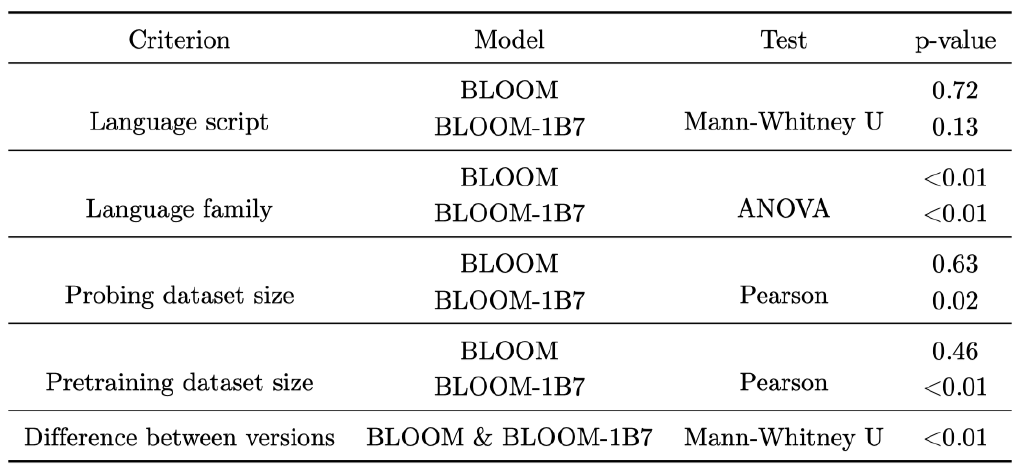 Criterion Model Test p-value
BLOOM 0.72
Language script Mann-Whitney U
BLOOM-1B7 0.13
BLOOM <0.01
Language family ANOVA
BLOOM-1B7 <0.01
BLOOM 0.63
Probing dataset size Pearson
BLOOM-1B7 0.02
BLOOM 0.46
Pretraining dataset size Pearson
BLOOM-1B7 <0.01
Difference between versions BLOOM & BLOOM-1B7 Mann-Whitney U <0.01